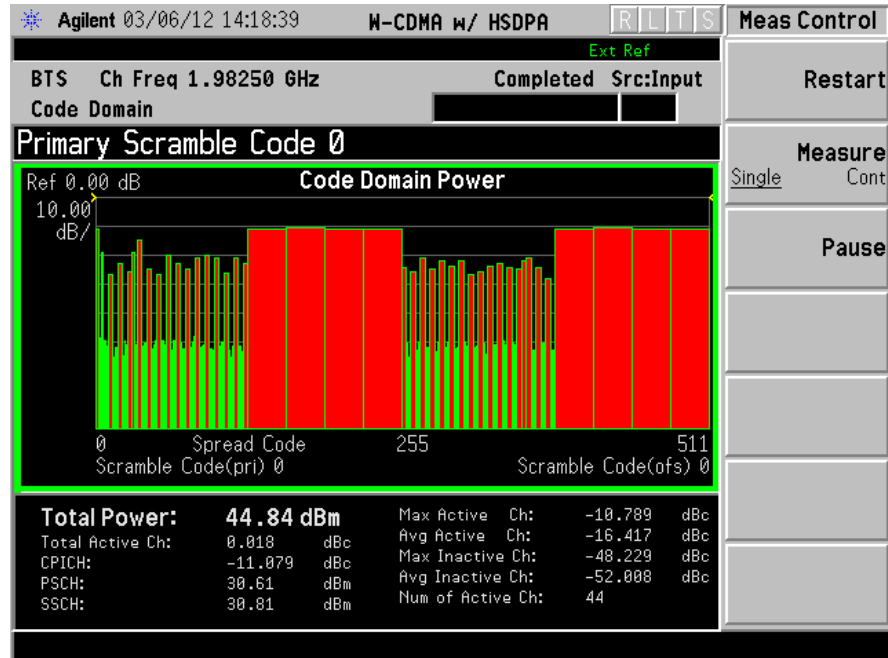 Agilent 03/06/12 14:18:39 W-CDMA w/ HSDPA R L T S Meas Control
Ext Ref
BTS Ch Freq 1.98250 GHz Completed Src:Input
Code Domain
Primary Scramble Code 0
Ref 0.00 dB Code Domain Power
10.00
dB/
0 Spread Code 255 511
Scramble Code(pri) 0 Scramble Code(ofs) 0
Total Power: 44.84 dBm
Total Active Ch: 0.018 dBc
CPICH: -11.079 dBc
PSCH: 30.61 dBm
SSCH: 30.81 dBm
Max Active Ch: -10.789 dBc
Avg Active Ch: -16.417 dBc
Max Inactive Ch: -48.229 dBc
Avg Inactive Ch: -52.008 dBc
Num of Active Ch: 44
Restart
Measure
Single Cont
Pause